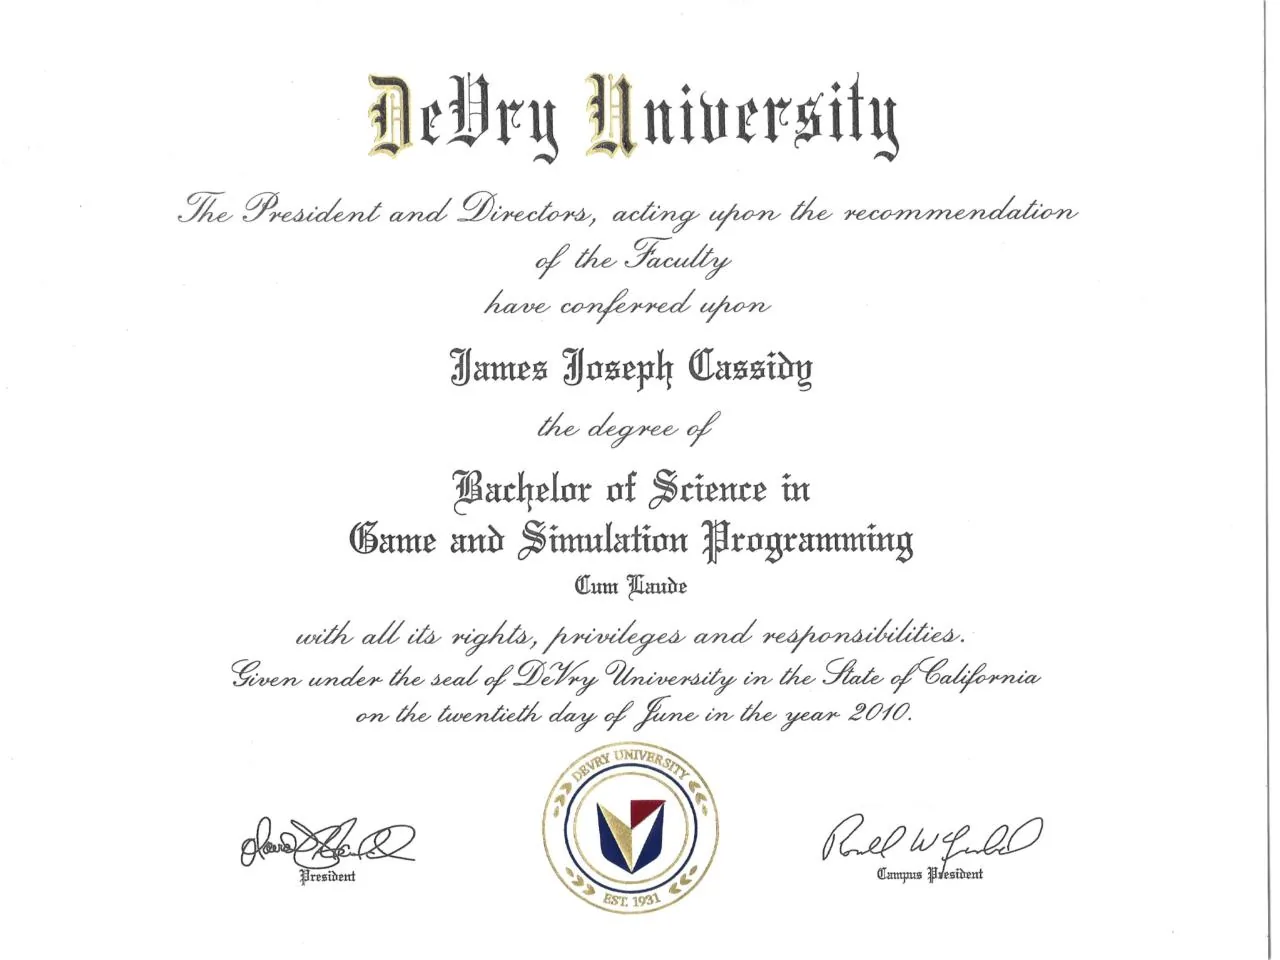 DeVry University
The President and Directors, acting upon the recommendation
of the Faculty
have conferred upon
James Joseph Cassidy
the degree of
Bachelor of Science in
Game and Simulation Programming
Cum Laude
with all its rights, privileges and responsibilities.
Given under the seal of DeVry University in the State of California
on the twentieth day of June in the year 2010.
DEVRY UNIVERSITY
EST. 1931
President
Campus President